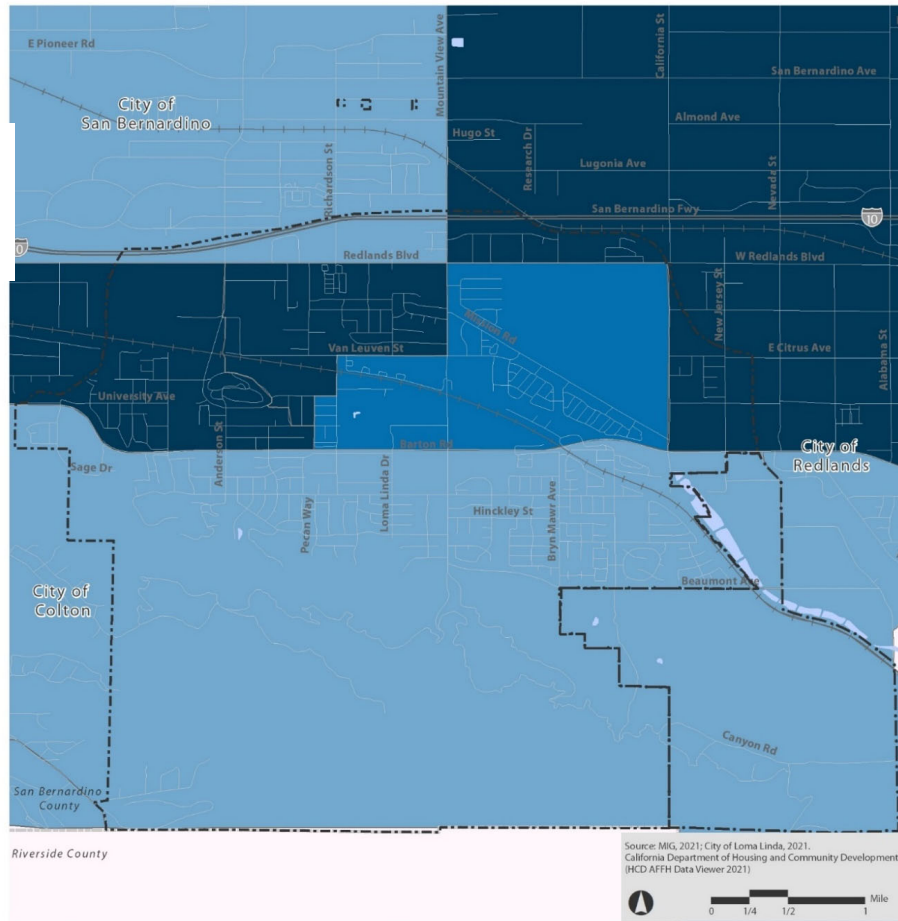 E Pioneer Rd
Mountain View Ave
California St
San Bernardino Ave
City of
San Bernardino
Almond Ave
Hugo St
Research Dr
Lugonia Ave
Richardson St
Nevada St
San Bernardino Fwy
10
0
Redlands Blvd
W Redlands Blvd
New Jersey St
Mission Rd
Van Leuven St
E Citrus Ave
Alabama St
University Ave
Anderson St
Barton Rd
City of
Redlands
Sage Dr
Loma Linda Dr
Pecan Way
Hinckley St
Bryn Mawr Ave
Beaumont Ave
City of
Colton
Canyon Rd
San Bernardino
County
Riverside County
Source: MIG, 2021; City of Loma Linda, 2021.
California Department of Housing and Community Development
(HCD AFFH Data Viewer 2021)
Mile
0 1/4 1/2 1